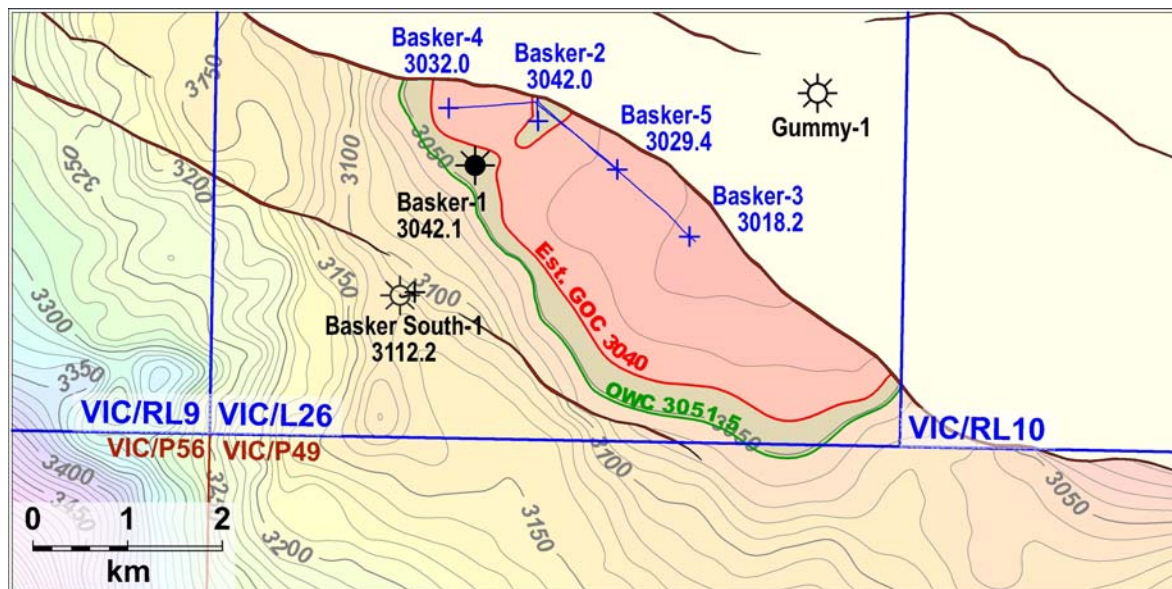 Basker-4
3032.0
Basker-2
3042.0
Basker-5
3029.4
Gummy-1
Basker-3
3018.2
Basker-1
3042.1
Basker South-1
3112.2
Est. GOC 3040
OWC 3051.5
3150
3250
3200
3100
3050
3150
3100
3300
3350
3050
3100
3400
3450
3200
3150
3050
VIC/RL9
VIC/L26
VIC/RL10
VIC/P56
VIC/P49
0 1 2
km